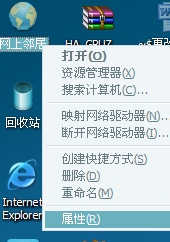 网上邻居
HA_GRUZ
打开(O)
资源管理器(X)
搜索计算机(C)...
映射网络驱动器(N)...
断开网络驱动器(I)...
回收站
创建快捷方式(S)
删除(D)
重命名(M)
属性(R)
Internet
Explorer